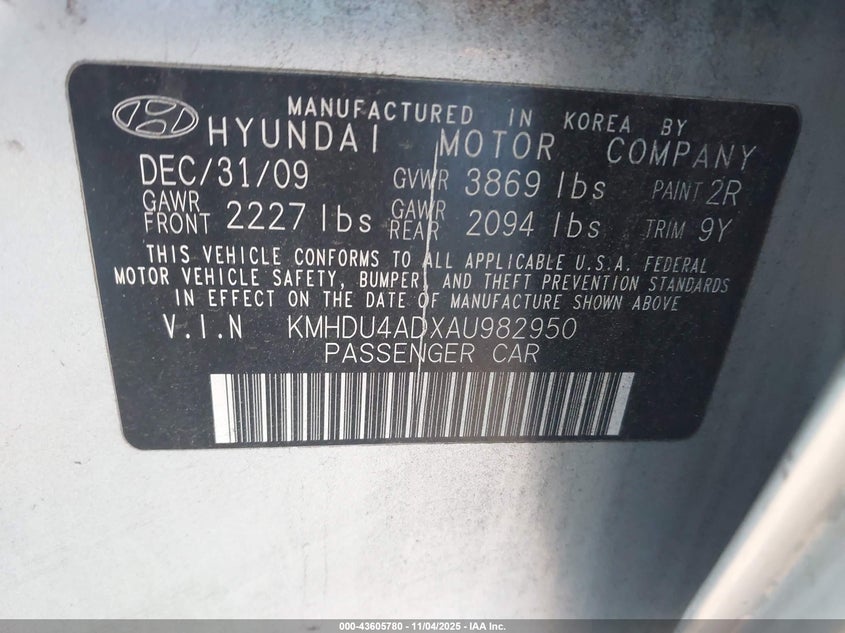 MANUFACTURED IN KOREA BY
HYUNDAI MOTOR COMPANY
DEC/31/09 GVWR 3869 lbs PAINT 2R
GAWR FRONT 2227 lbs GAWR REAR 2094 lbs TRIM 9Y
THIS VEHICLE CONFORMS TO ALL APPLICABLE U.S.A. FEDERAL
MOTOR VEHICLE SAFETY, BUMPER, AND THEFT PREVENTION STANDARDS
IN EFFECT ON THE DATE OF MANUFACTURE SHOWN ABOVE
V.I.N KMHDU4ADXAU982950
PASSENGER CAR
000-43605780 - 11/04/2025 - IAA Inc.